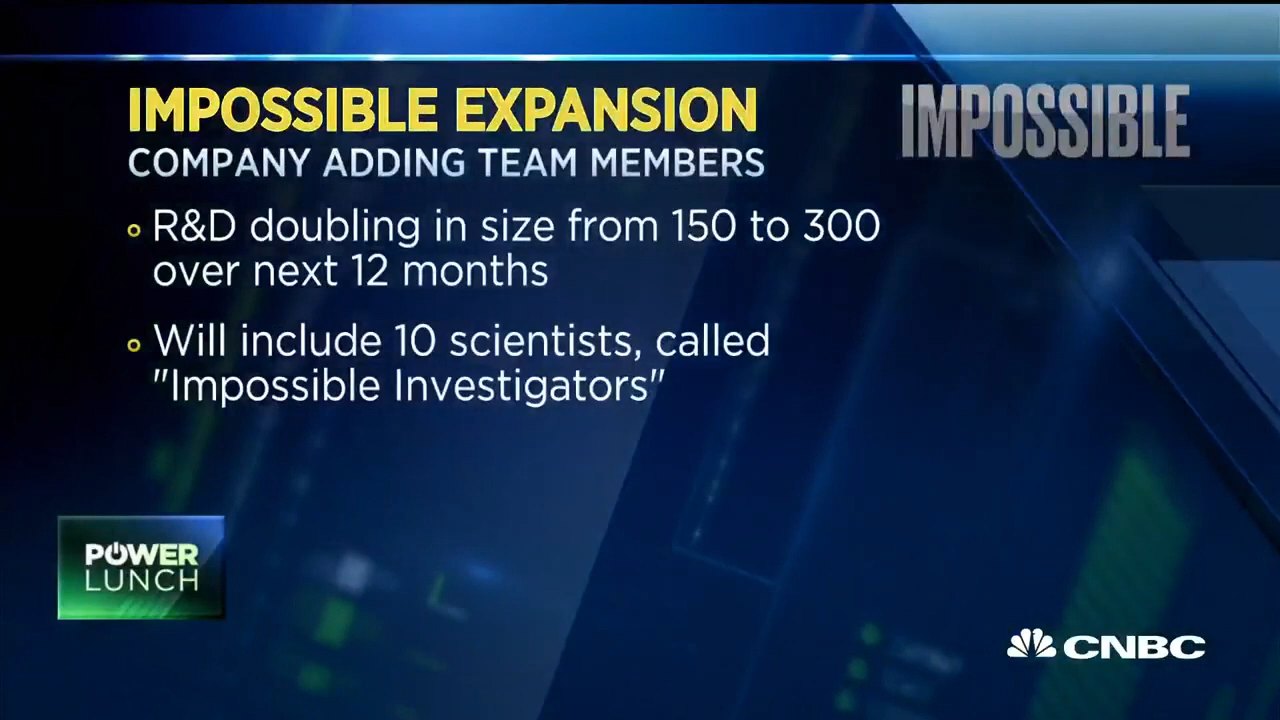 IMPOSSIBLE EXPANSION
IMPOSSIBLE
COMPANY ADDING TEAM MEMBERS
R&D doubling in size from 150 to 300
over next 12 months
Will include 10 scientists, called
"Impossible Investigators"
POWER
LUNCH
CNBC